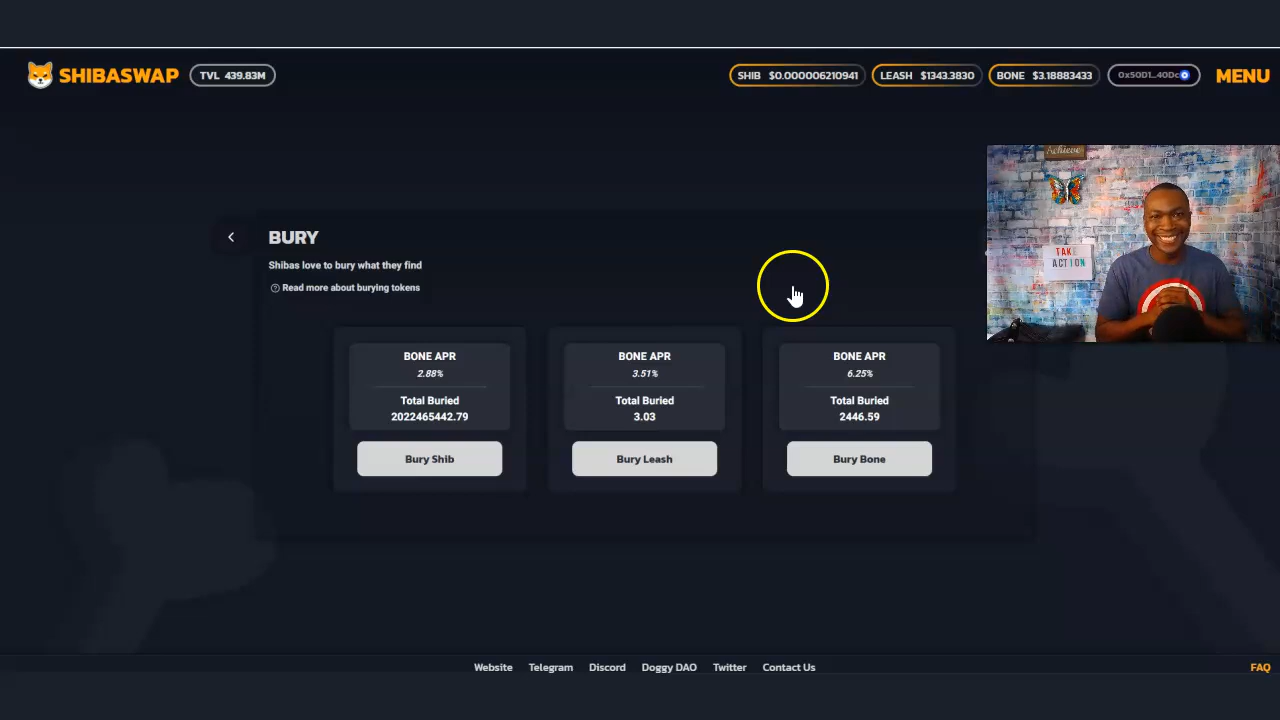 SHIBASWAP
TVL 439.83M
SHIB $0.000006210941
LEASH $1343.3830
BONE $3.18883433
0x50D1...40Dc
MENU
Achieve
TAKE
ACTION
BURY
Shibas love to bury what they find
Read more about burying tokens
BONE APR
2.88%
Total Buried
2022465442.79
Bury Shib
BONE APR
3.51%
Total Buried
3.03
Bury Leash
BONE APR
6.25%
Total Buried
2446.59
Bury Bone
Website Telegram Discord Doggy DAO Twitter Contact Us
FAQ